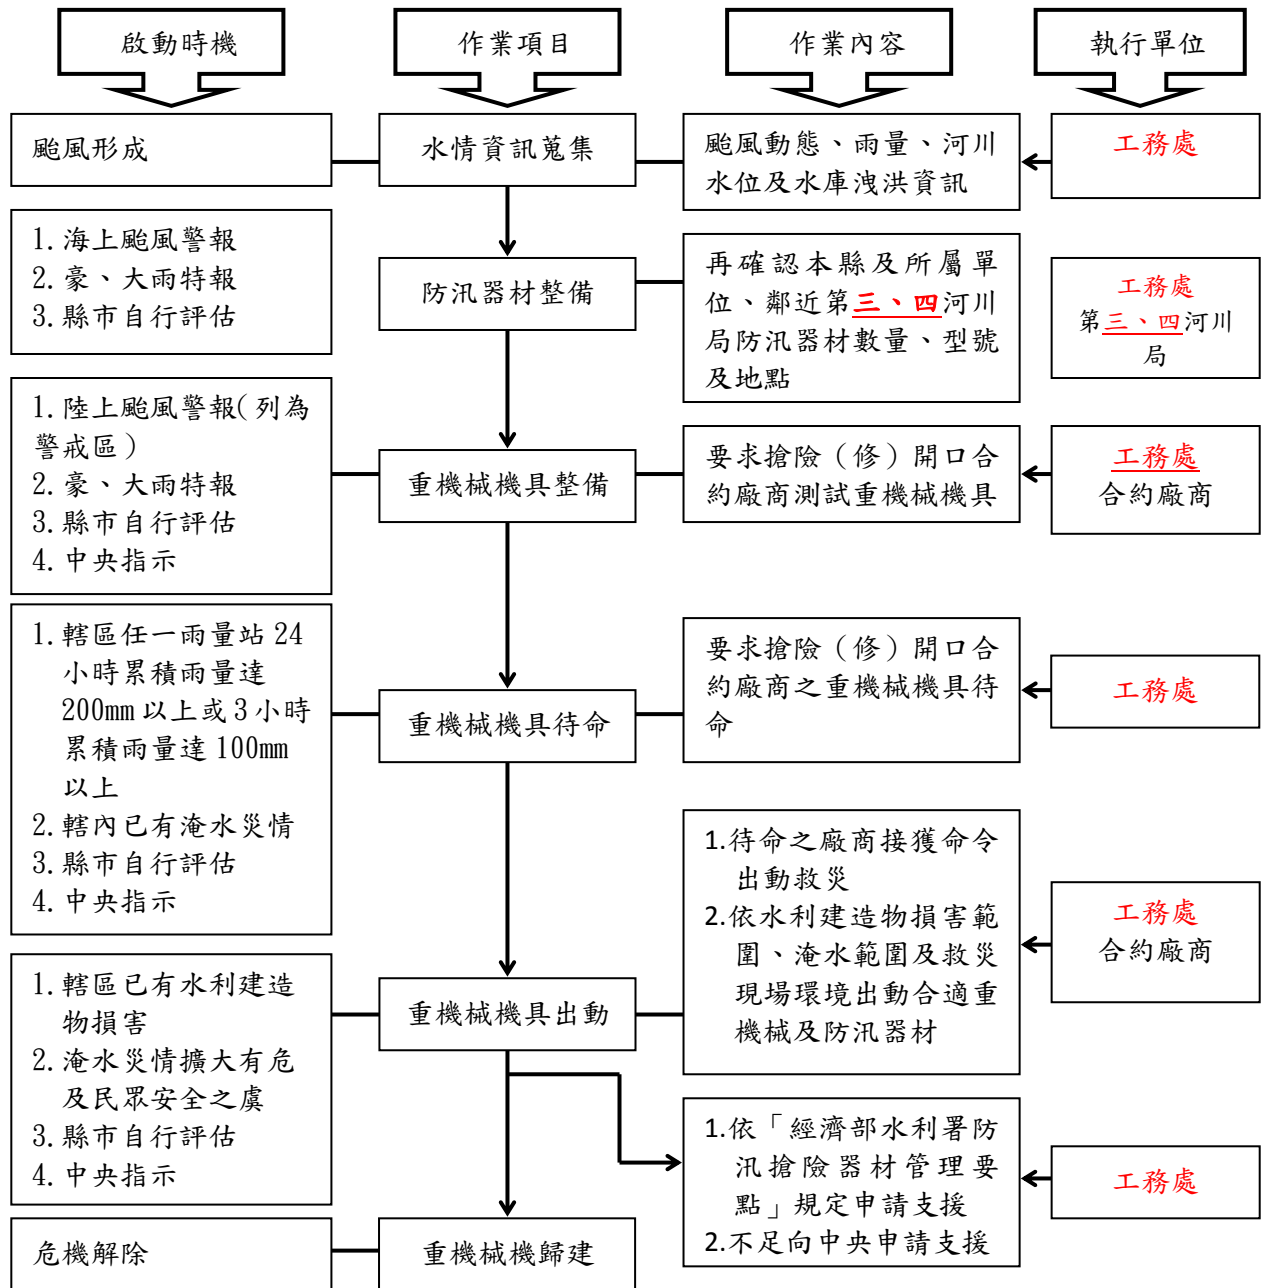 啟動時機
作業項目
作業內容
執行單位
颱風形成
水情資訊蒐集
颱風動態、雨量、河川
水位及水庫洩洪資訊
工務處
1.海上颱風警報
2.豪、大雨特報
3.縣市自行評估
防汛器材整備
再確認本縣及所屬單
位、鄰近第三、四河川
局防汛器材數量、型號
及地點
工務處
第三、四河川
局
1.陸上颱風警報(列為
警戒區)
2.豪、大雨特報
3.縣市自行評估
4.中央指示
重機械機具整備
要求搶險（修）開口合
約廠商測試重機械機具
工務處
合約廠商
1.轄區任一雨量站 24
小時累積雨量達
200mm 以上或 3 小時
累積雨量達 100mm
以上
2.轄內已有淹水災情
3.縣市自行評估
4.中央指示
重機械機具待命
要求搶險（修）開口合
約廠商之重機械機具待
命
工務處
1.轄區已有水利建造
物損害
2.淹水災情擴大有危
及民眾安全之虞
3.縣市自行評估
4.中央指示
重機械機具出動
1.待命之廠商接獲命令
出動救災
2.依水利建造物損害範
圍、淹水範圍及救災
現場環境出動合適重
機械及防汛器材
工務處
合約廠商
1.依「經濟部水利署防
汛搶險器材管理要
點」規定申請支援
2.不足向中央申請支援
工務處
危機解除
重機械機歸建